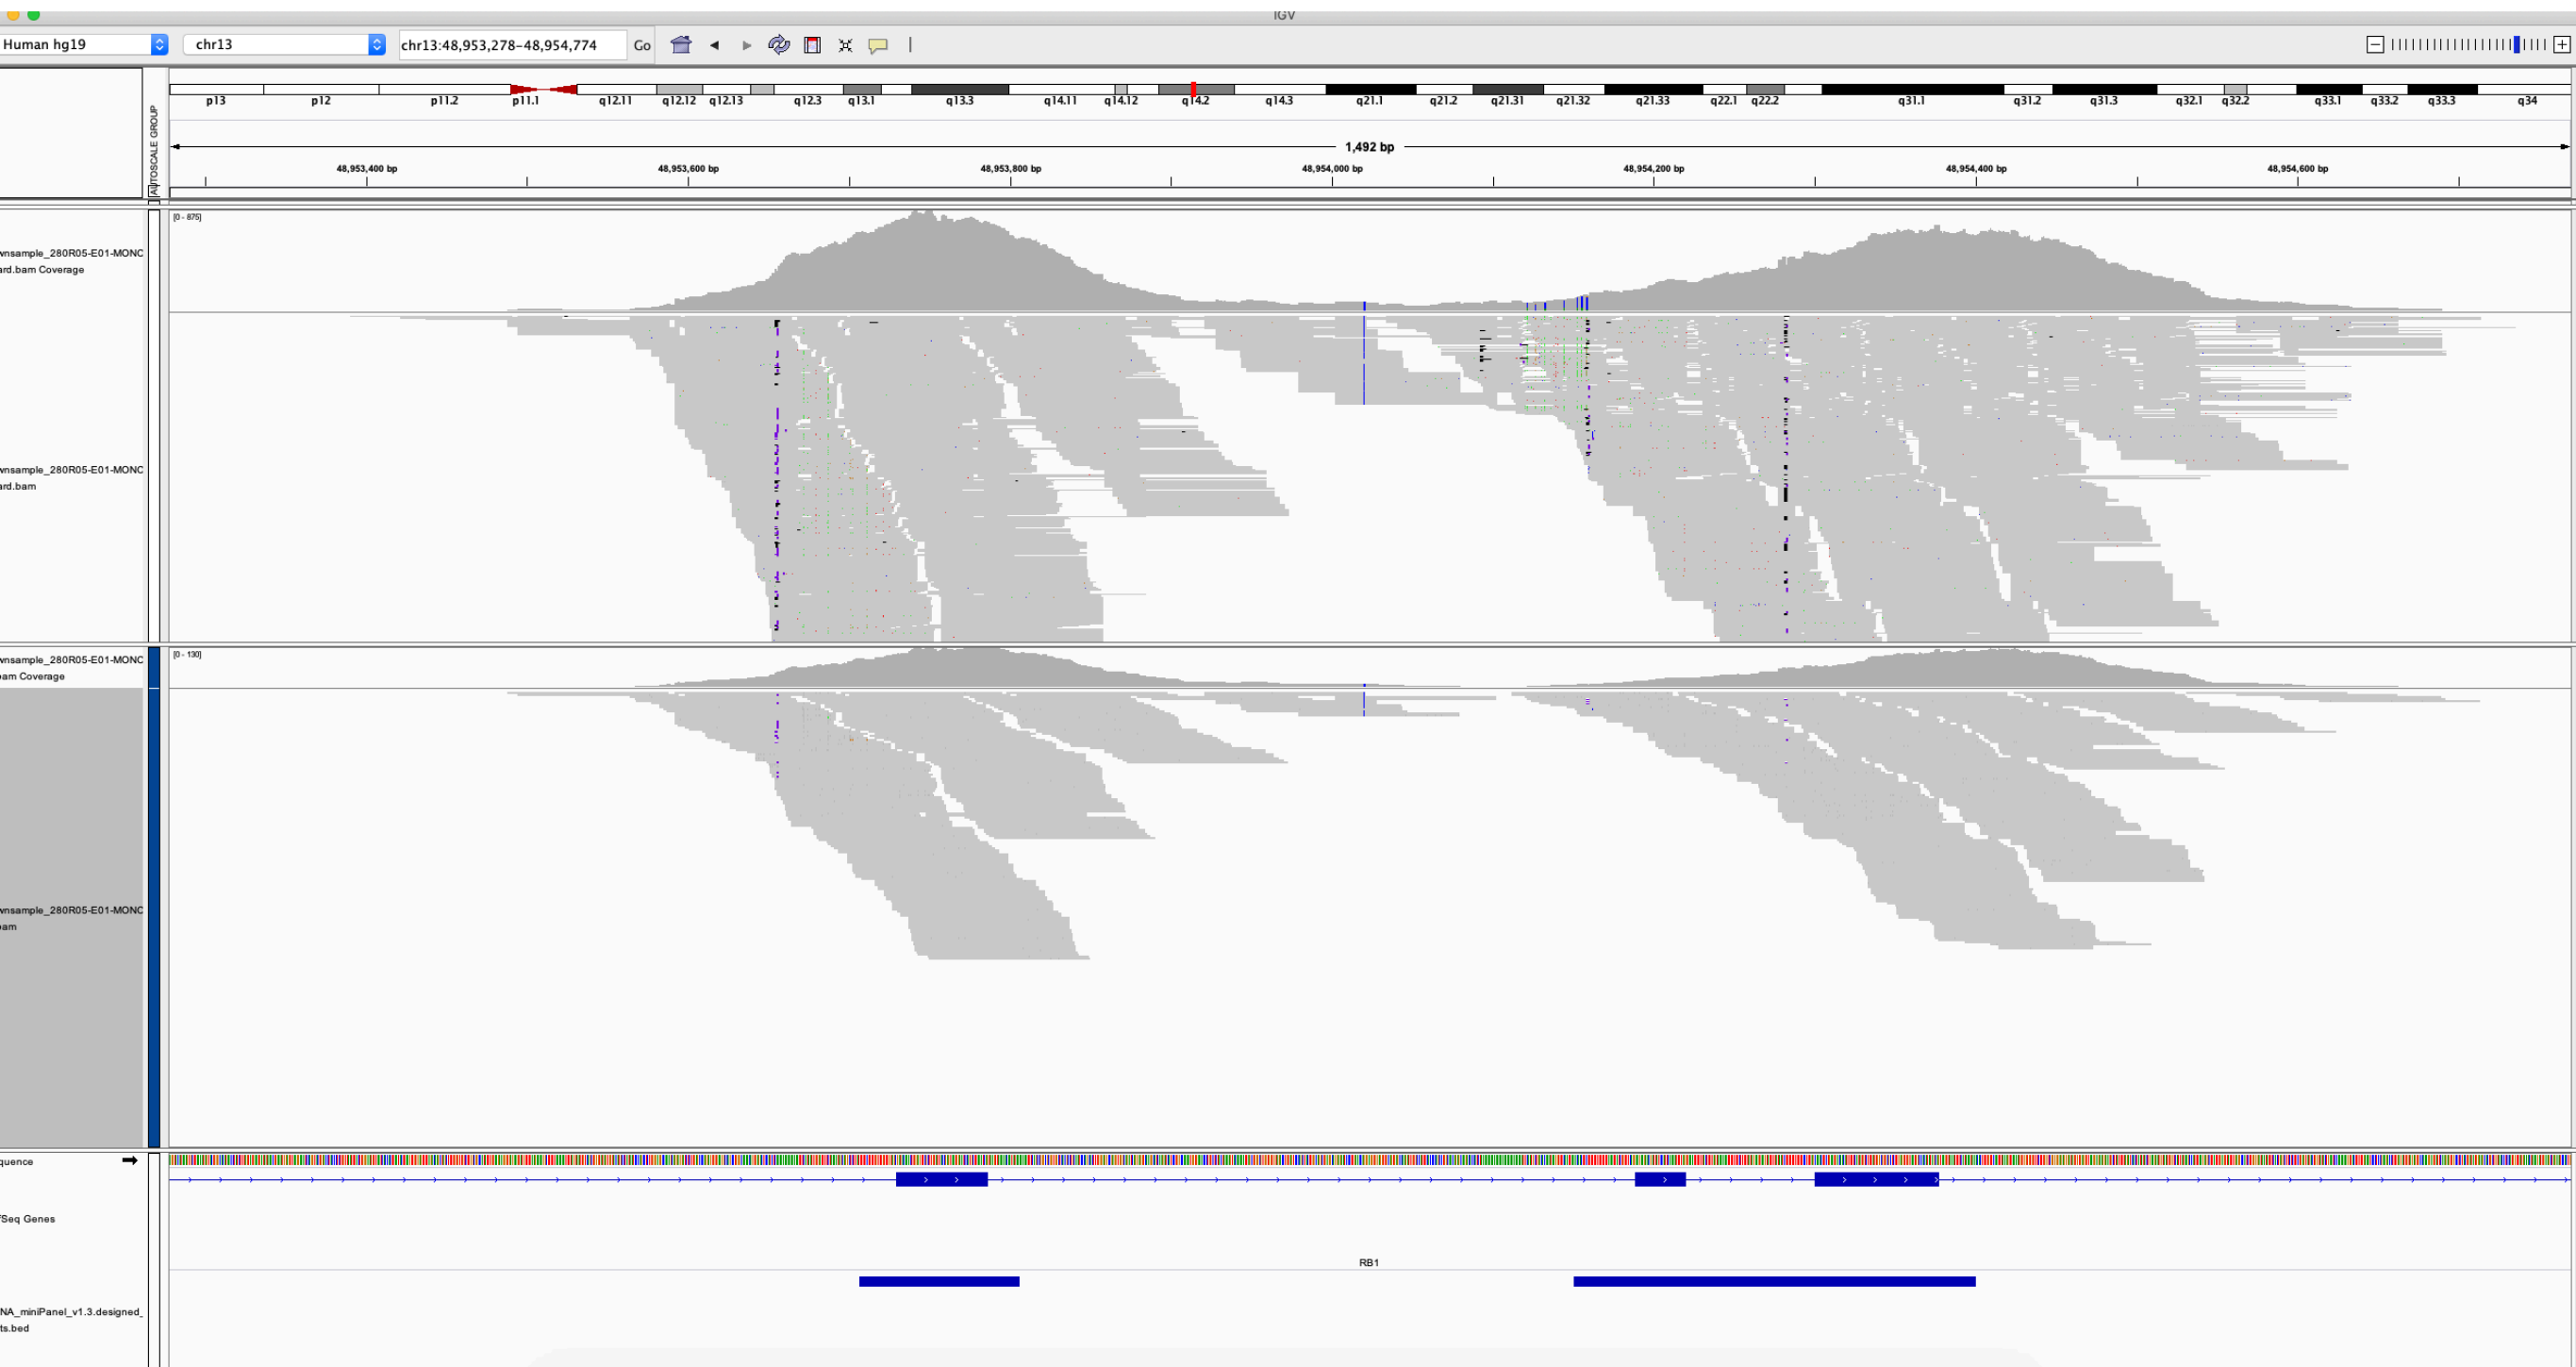 IGV
Human hg19 chr13 chr13:48,953,278-48,954,774 Go
p13 p12 p11.2 p11.1 q12.11 q12.12 q12.13 q12.3 q13.1 q13.3 q14.11 q14.12 q14.2 q14.3 q21.1 q21.2 q21.31 q21.32 q21.33 q22.1 q22.2 q31.1 q31.2 q31.3 q32.1 q32.2 q33.1 q33.2 q33.3 q34
AUTOSCALE GROUP
1,492 bp
48,953,400 bp 48,953,600 bp 48,953,800 bp 48,954,000 bp 48,954,200 bp 48,954,400 bp 48,954,600 bp
[0 - 875]
wnsample_280R05-E01-MONC
ard.bam Coverage
wnsample_280R05-E01-MONC
ard.bam
[0 - 130]
wnsample_280R05-E01-MONC
am Coverage
wnsample_280R05-E01-MONC
am
quence
Seq Genes
RB1
NA_miniPanel_v1.3.designed_
ts.bed